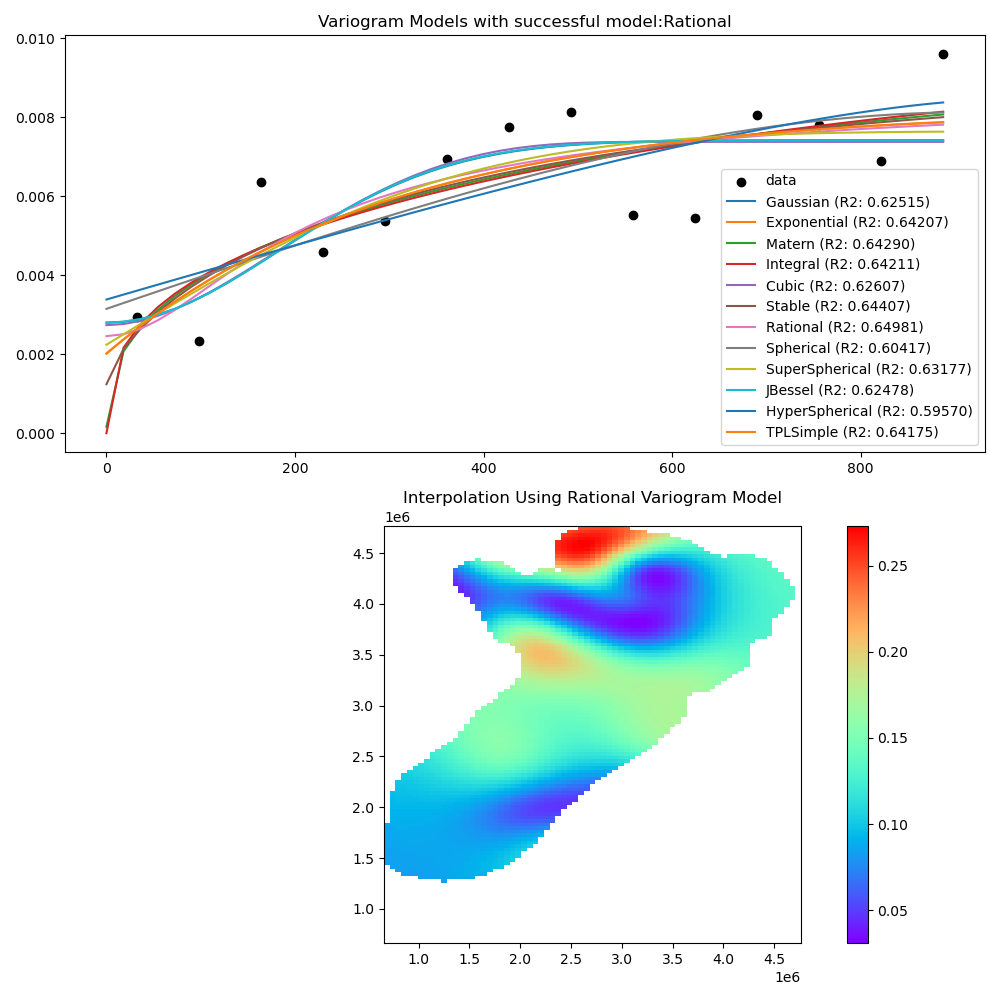 Variogram Models with successful model:Rational
0.010
0.008
0.006
0.004
0.002
0.000
data
Gaussian (R2: 0.62515)
Exponential (R2: 0.64207)
Matern (R2: 0.64290)
Integral (R2: 0.64211)
Cubic (R2: 0.62607)
Stable (R2: 0.64407)
Rational (R2: 0.64981)
Spherical (R2: 0.60417)
SuperSpherical (R2: 0.63177)
JBessel (R2: 0.62478)
HyperSpherical (R2: 0.59570)
TPLSimple (R2: 0.64175)
0 200 400 600 800
Interpolation Using Rational Variogram Model
1e6
4.5
4.0
3.5
3.0
2.5
2.0
1.5
1.0
1.0 1.5 2.0 2.5 3.0 3.5 4.0 4.5
1e6
0.25
0.20
0.15
0.10
0.05